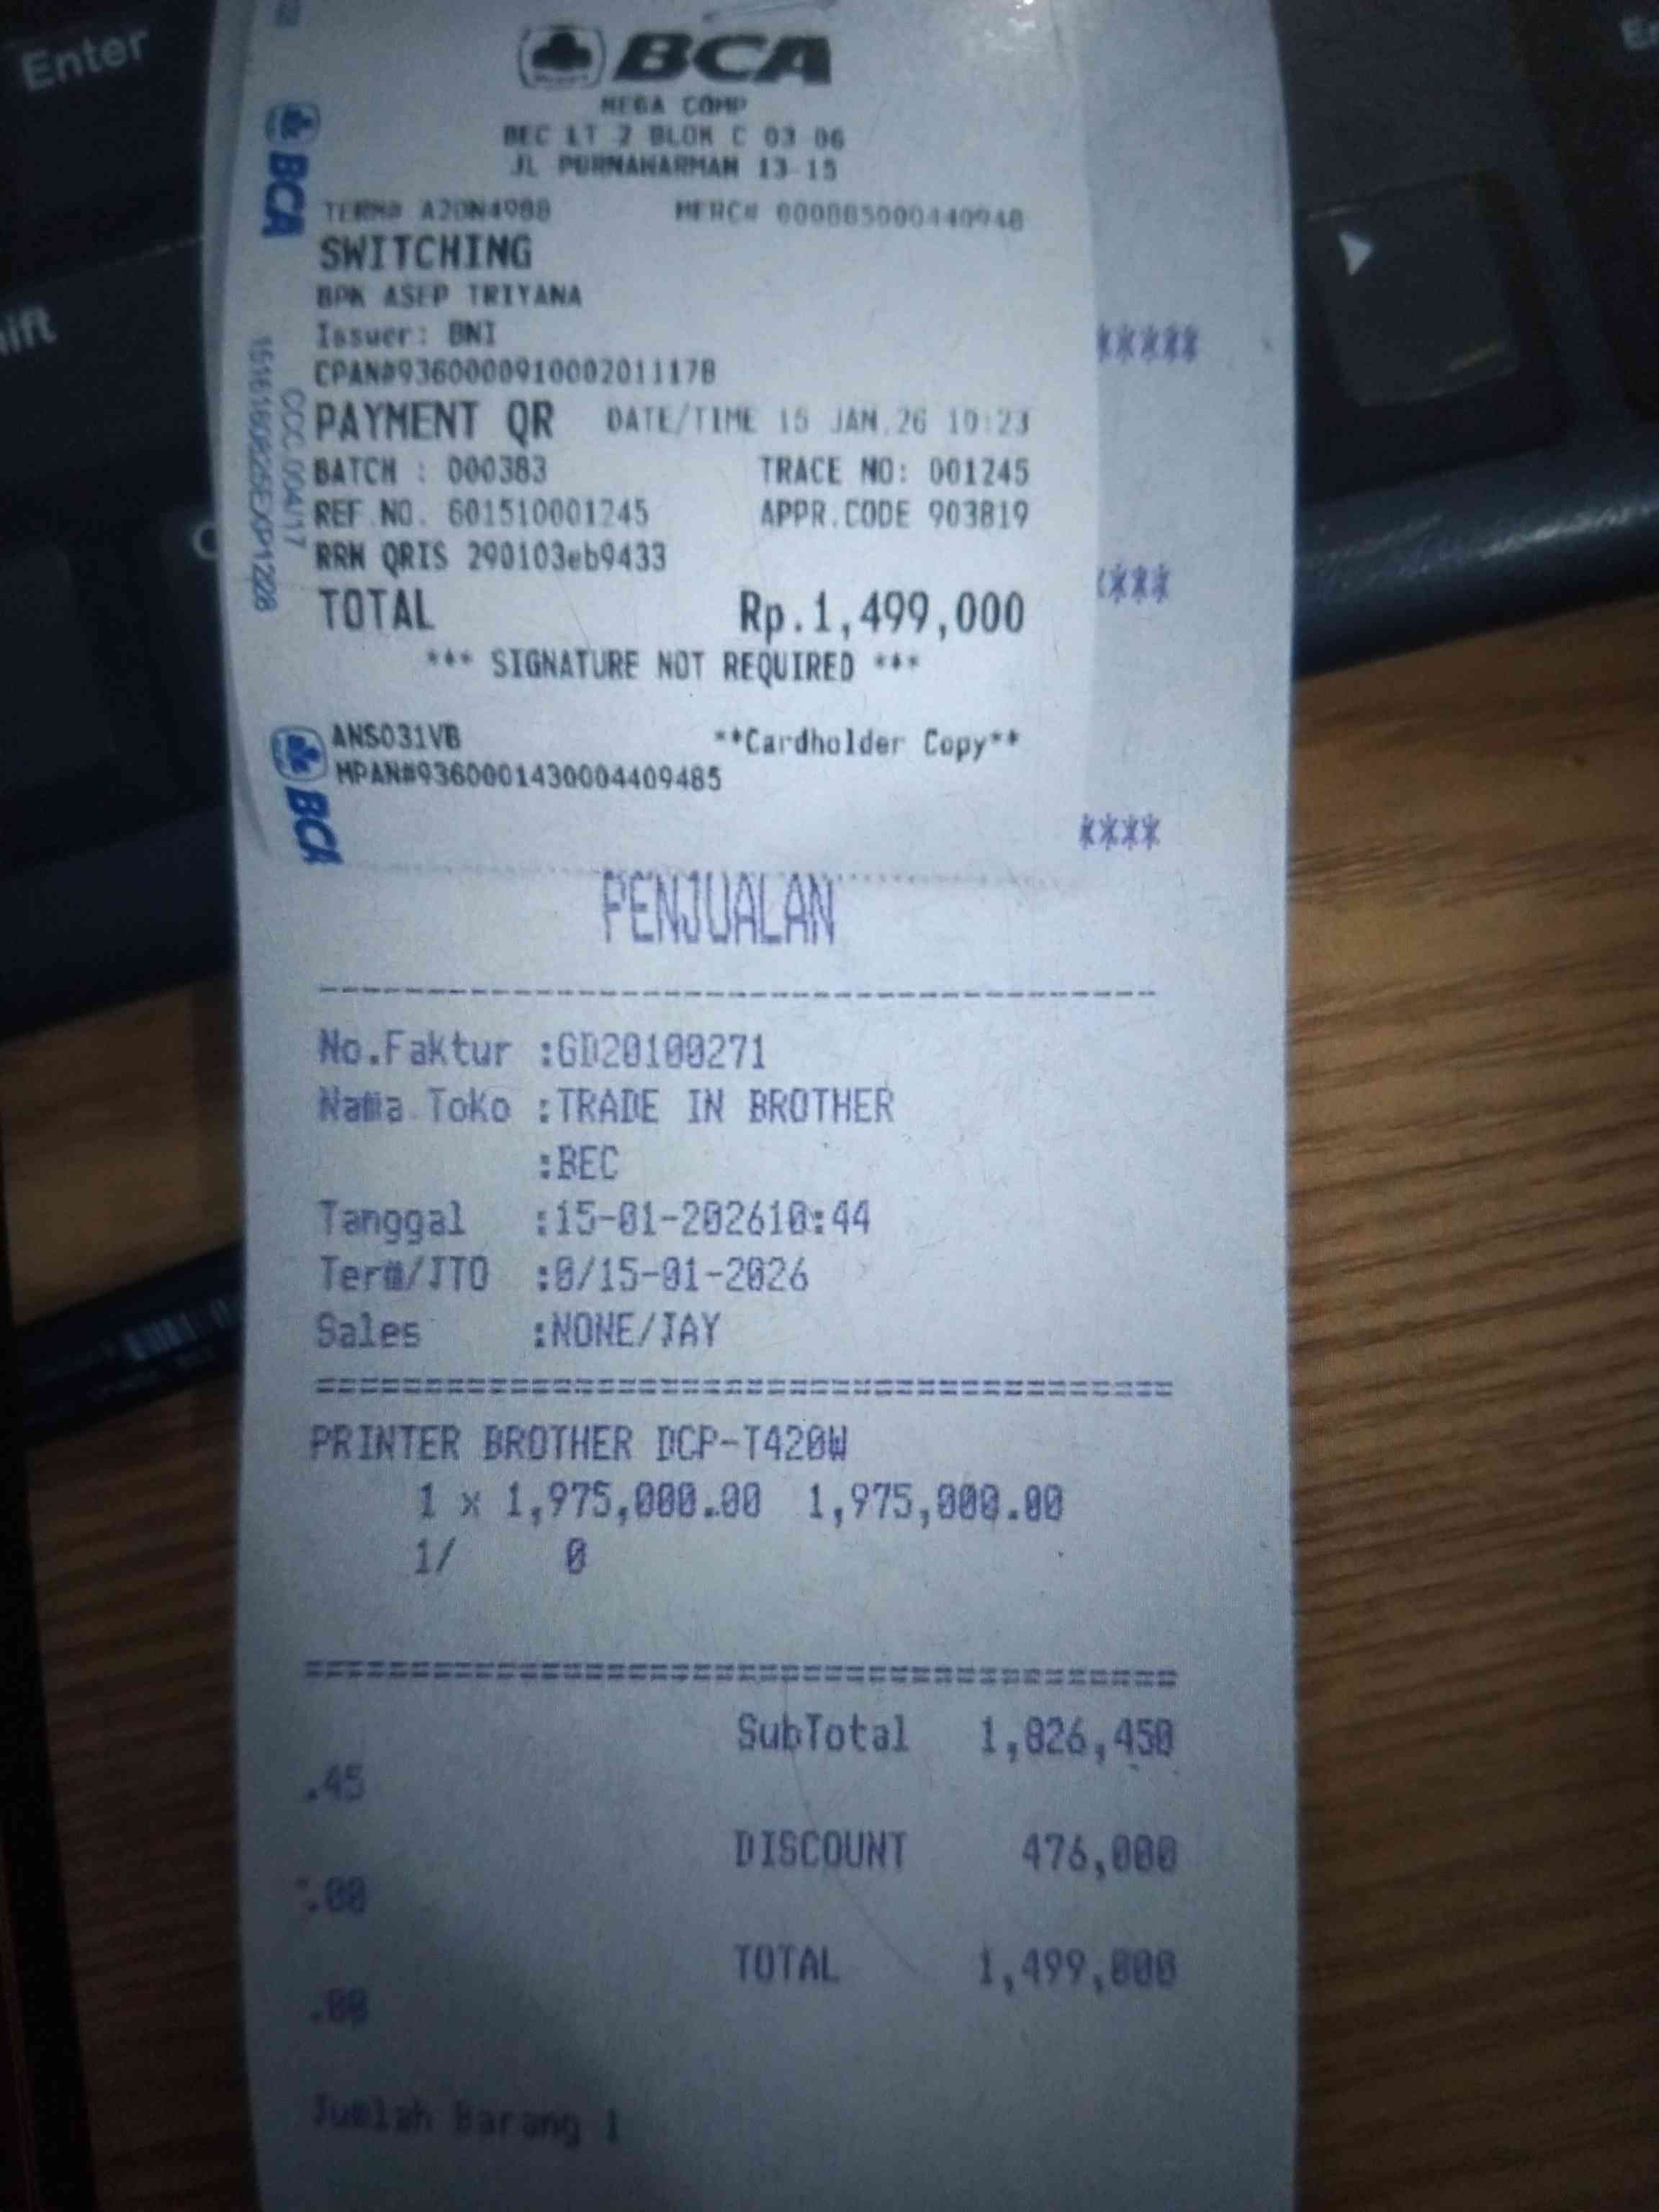 Enter
BCA
MEGA COMP
BEC LT 2 BLOK C 03 06
JL PURNAWARMAN 13-15
BCA
TERM# A20N4988 MERC# 000885000440948
SWITCHING
BPK ASEP TRIYANA
Issuer: BNI
CPAN#9360000910002011178
PAYMENT QR DATE/TIME 15 JAN.26 10:23
BATCH : 000383 TRACE NO: 001245
REF.NO. 601510001245 APPR.CODE 903819
RRN QRIS 290103eb9433
TOTAL Rp.1,499,000
*** SIGNATURE NOT REQUIRED ***
ANS031VB **Cardholder Copy**
MPAN#9360001430004409485
BCA
CCC.004/17
*****
****
****
PENJUALAN
No.Faktur :GD20100271
Nama Toko :TRADE IN BROTHER
:BEC
Tanggal :15-01-202610:44
Term/JTO :0/15-01-2026
Sales :NONE/JAY
PRINTER BROTHER DCP-T420W
1 x 1,975,000.00 1,975,000.00
1/ 0
SubTotal 1,826,450
.45
DISCOUNT 476,000
.00
TOTAL 1,499,000
.00
Jumlah Barang 1